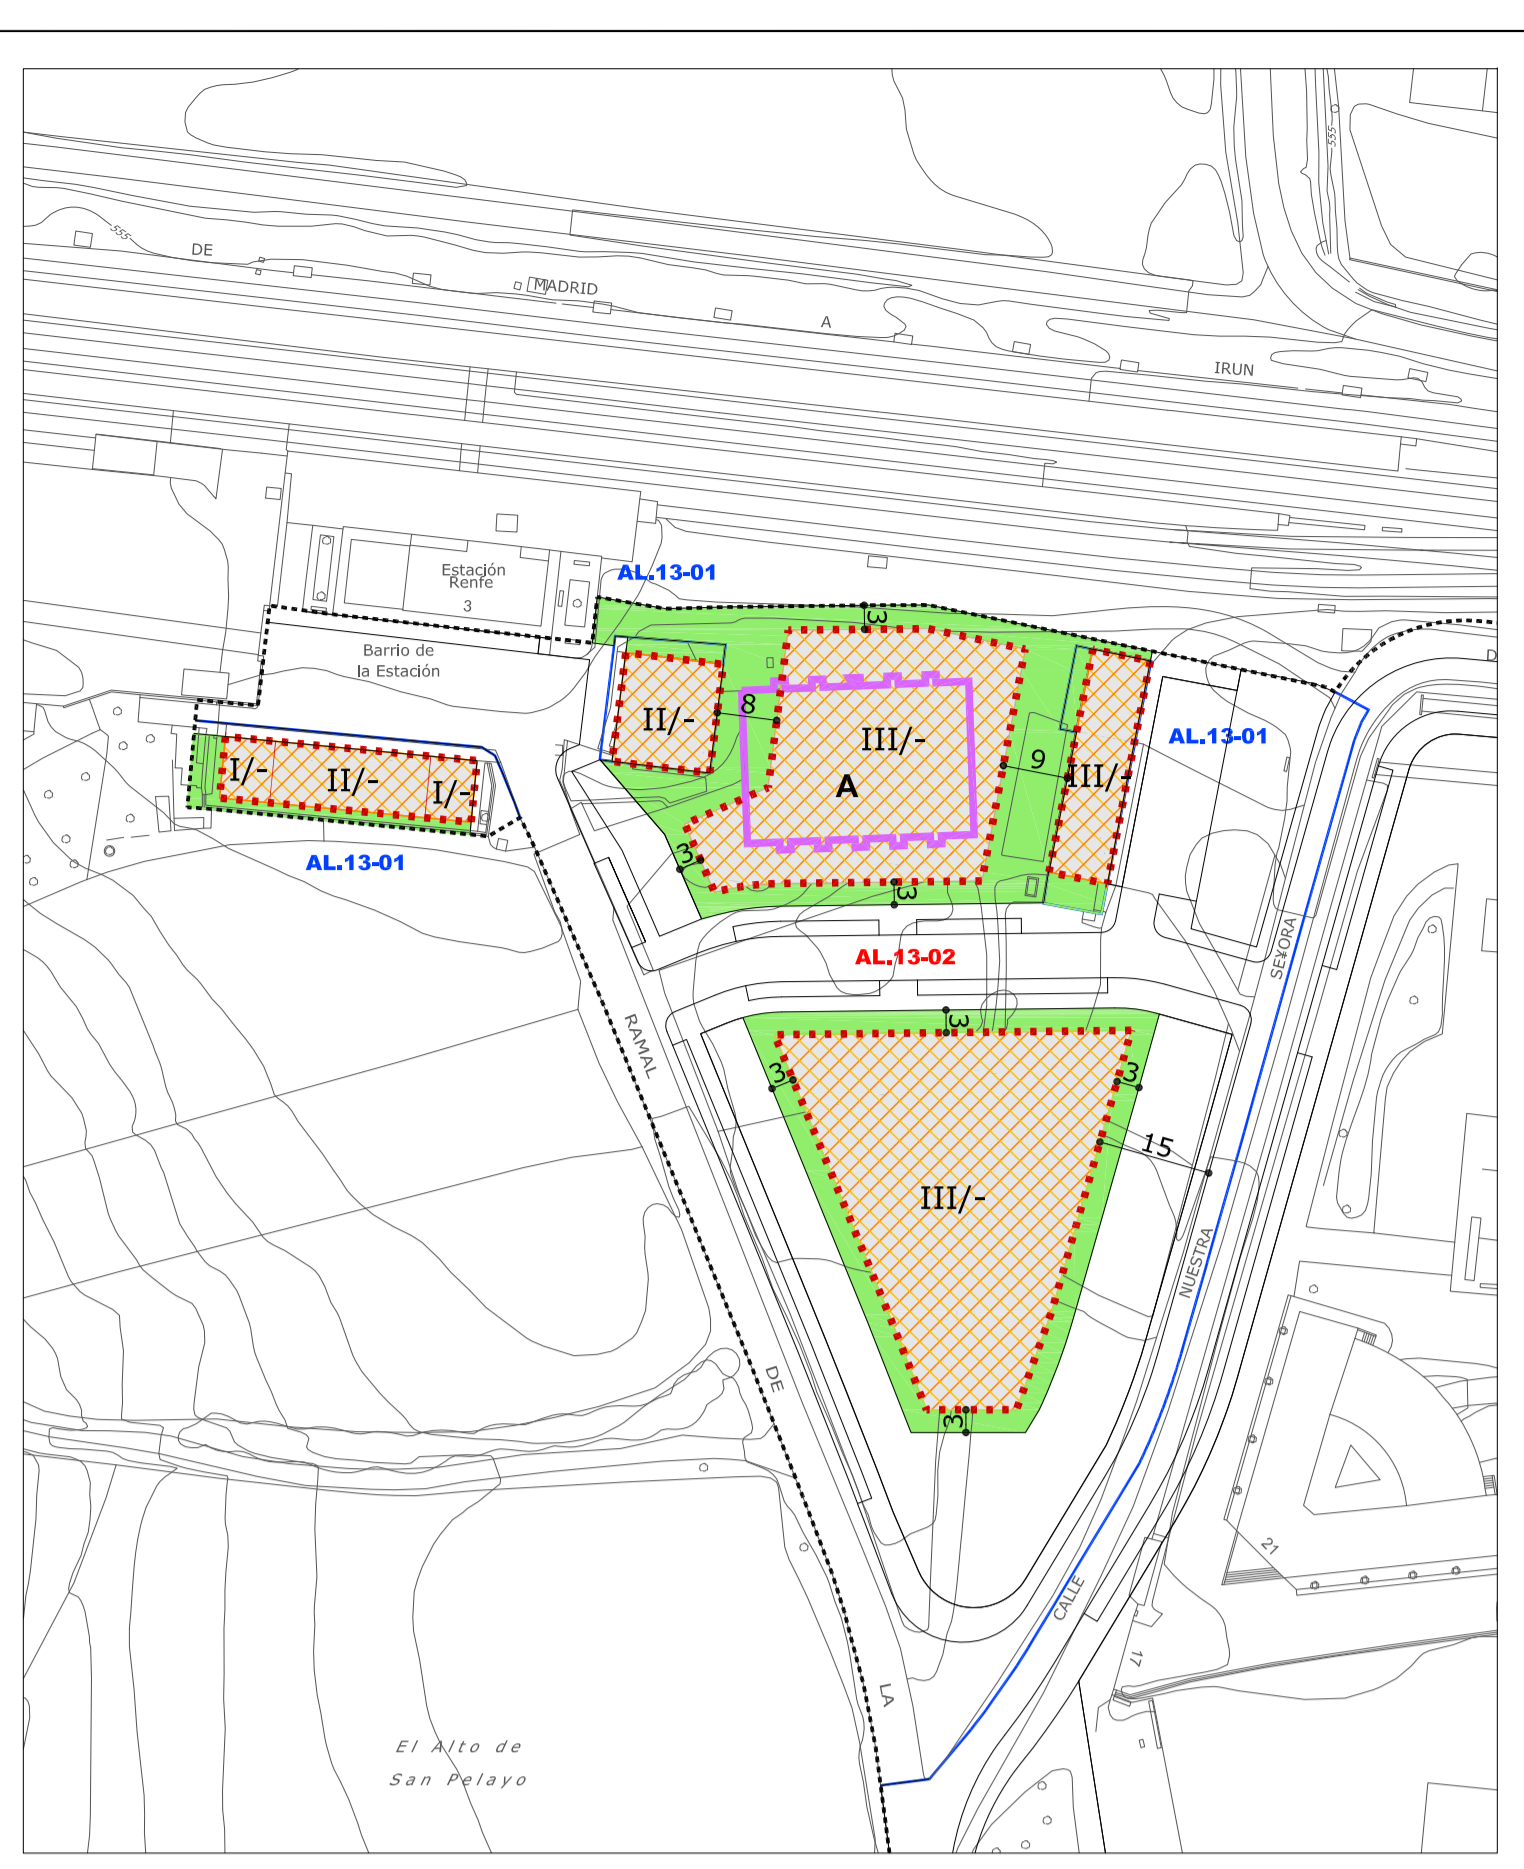 555
555
DE
MADRID
A
IRUN
Estación
Renfe
3
AL.13-01
Barrio de
la Estación
3
D
II/-
8
III/-
A
9
III/-
AL.13-01
I/-
II/-
I/-
3
3
AL.13-01
AL.13-02
SEÑORA
RAMAL
3
3
3
15
III/-
NUESTRA
DE
3
21
CALLE
17
LA
El Alto de
San Pelayo